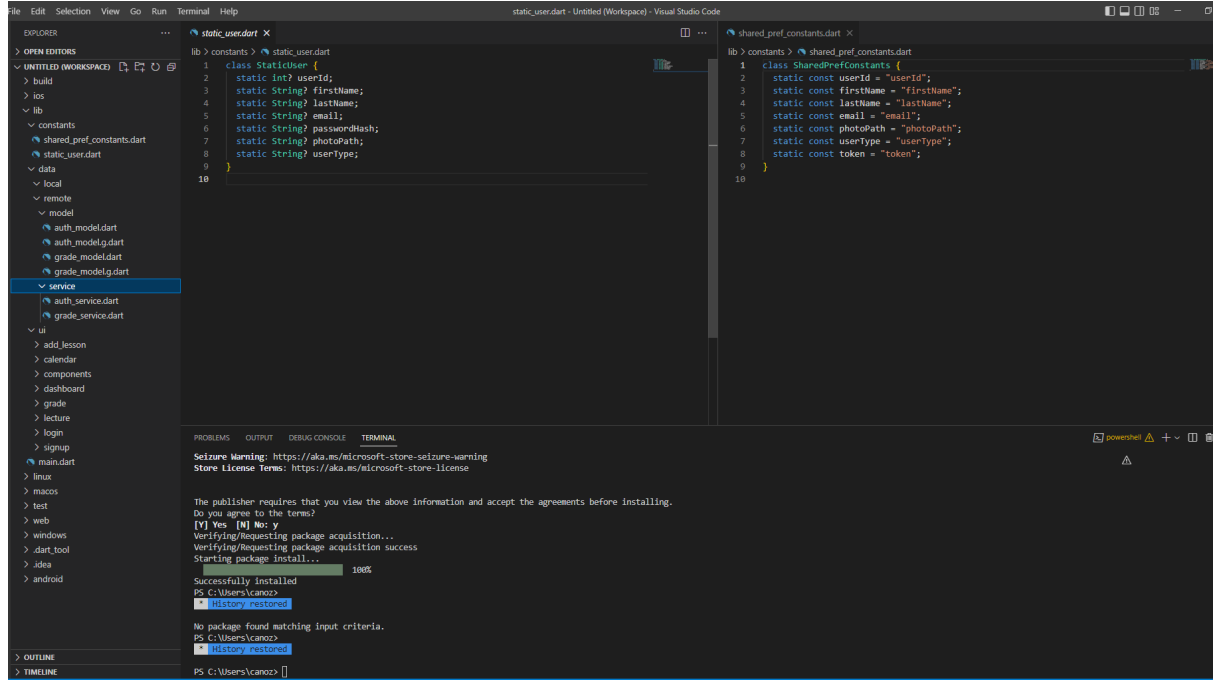 File Edit Selection View Go Run Terminal Help
static_user.dart - Untitled (Workspace) - Visual Studio Code
EXPLORER
OPEN EDITORS
UNTITLED (WORKSPACE)
build
ios
lib
constants
shared_pref_constants.dart
static_user.dart
data
local
remote
model
auth_model.dart
auth_model.g.dart
grade_model.dart
grade_model.g.dart
service
auth_service.dart
grade_service.dart
ui
add_lesson
calendar
components
dashboard
grade
lecture
login
signup
main.dart
linux
macos
test
web
windows
.dart_tool
.idea
android
OUTLINE
TIMELINE
static_user.dart
lib > constants > static_user.dart
1 class StaticUser {
2 static int? userId;
3 static String? firstName;
4 static String? lastName;
5 static String? email;
6 static String? passwordHash;
7 static String? photoPath;
8 static String? userType;
9 }
10
shared_pref_constants.dart
lib > constants > shared_pref_constants.dart
1 class SharedPrefConstants {
2 static const userId = "userId";
3 static const firstName = "firstName";
4 static const lastName = "lastName";
5 static const email = "email";
6 static const photoPath = "photoPath";
7 static const userType = "userType";
8 static const token = "token";
9 }
10
PROBLEMS OUTPUT DEBUG CONSOLE TERMINAL
powershell
Seizure Warning: https://aka.ms/microsoft-store-seizure-warning
Store License Terms: https://aka.ms/microsoft-store-license
The publisher requires that you view the above information and accept the agreements before installing.
Do you agree to the terms?
[Y] Yes [N] No: y
Verifying/Requesting package acquisition...
Verifying/Requesting package acquisition success
Starting package install...
100%
Successfully installed
PS C:\Users\canoz>
* History restored
No package found matching input criteria.
PS C:\Users\canoz>
* History restored
PS C:\Users\canoz>